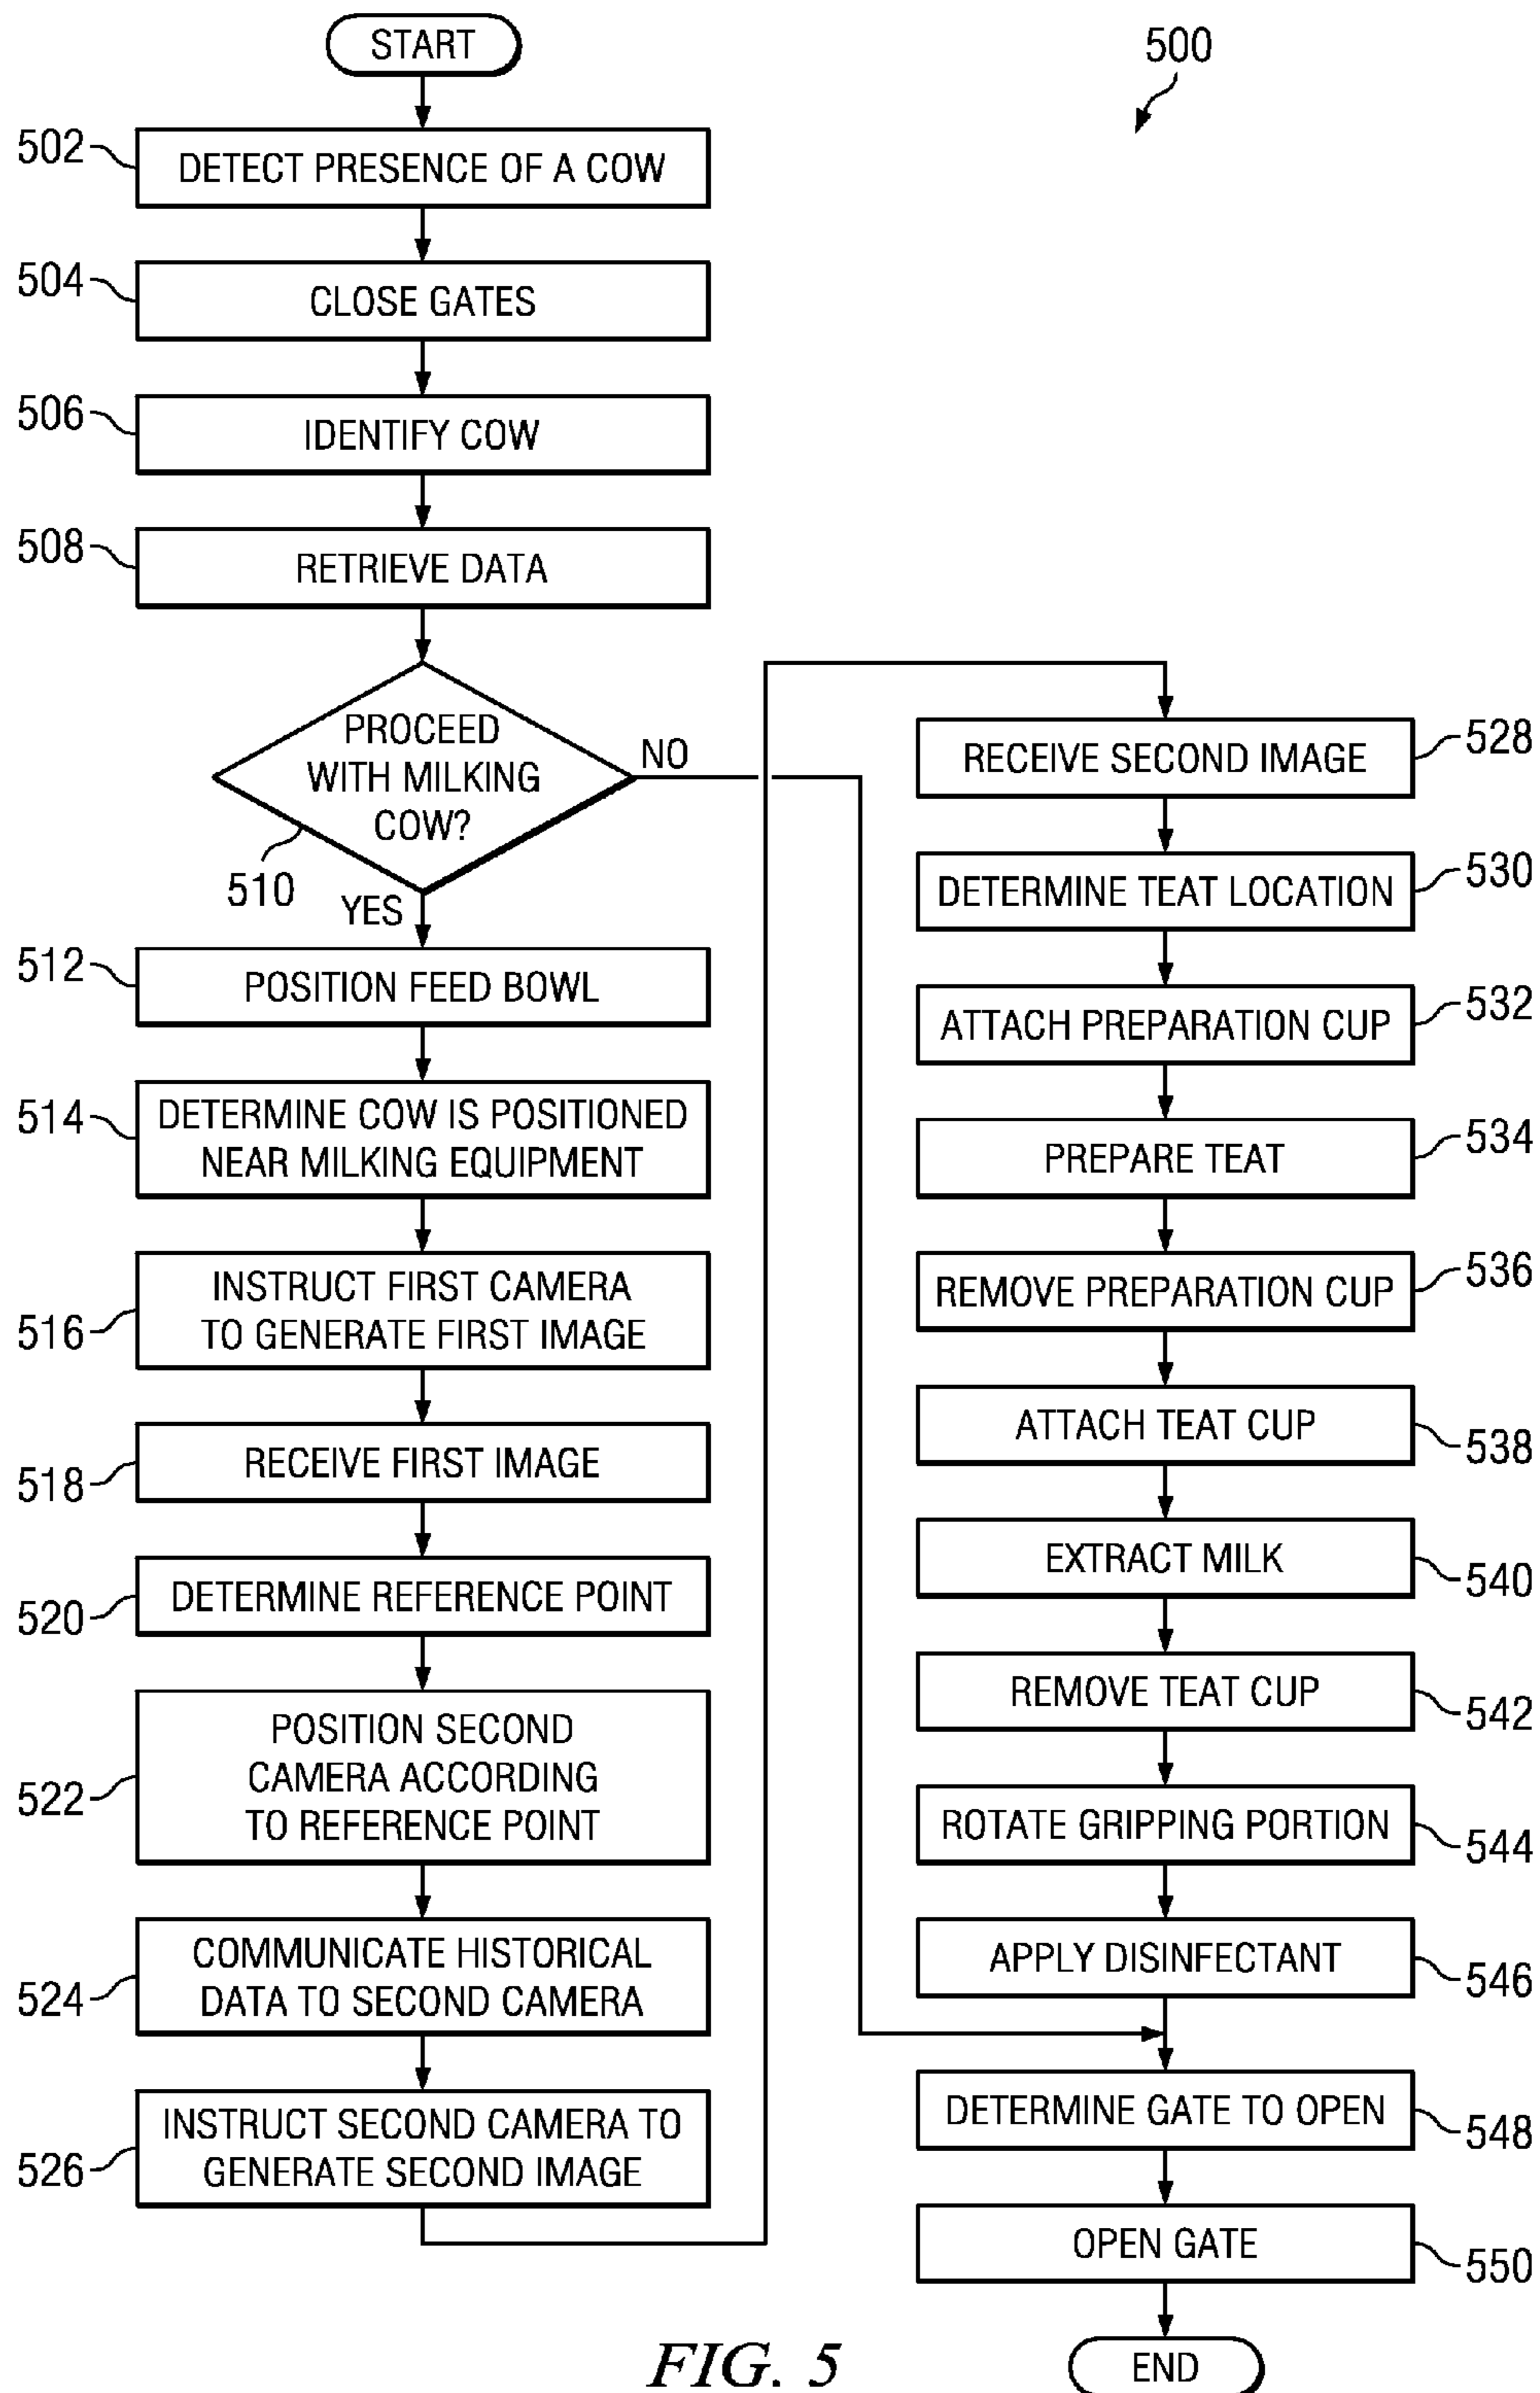 START
500
502
DETECT PRESENCE OF A COW
504
CLOSE GATES
506
IDENTIFY COW
508
RETRIEVE DATA
PROCEED
WITH MILKING
COW?
NO
510
YES
512
POSITION FEED BOWL
514
DETERMINE COW IS POSITIONED
NEAR MILKING EQUIPMENT
516
INSTRUCT FIRST CAMERA
TO GENERATE FIRST IMAGE
518
RECEIVE FIRST IMAGE
520
DETERMINE REFERENCE POINT
522
POSITION SECOND
CAMERA ACCORDING
TO REFERENCE POINT
524
COMMUNICATE HISTORICAL
DATA TO SECOND CAMERA
526
INSTRUCT SECOND CAMERA TO
GENERATE SECOND IMAGE
RECEIVE SECOND IMAGE
528
DETERMINE TEAT LOCATION
530
ATTACH PREPARATION CUP
532
PREPARE TEAT
534
REMOVE PREPARATION CUP
536
ATTACH TEAT CUP
538
EXTRACT MILK
540
REMOVE TEAT CUP
542
ROTATE GRIPPING PORTION
544
APPLY DISINFECTANT
546
DETERMINE GATE TO OPEN
548
OPEN GATE
550
END
FIG. 5